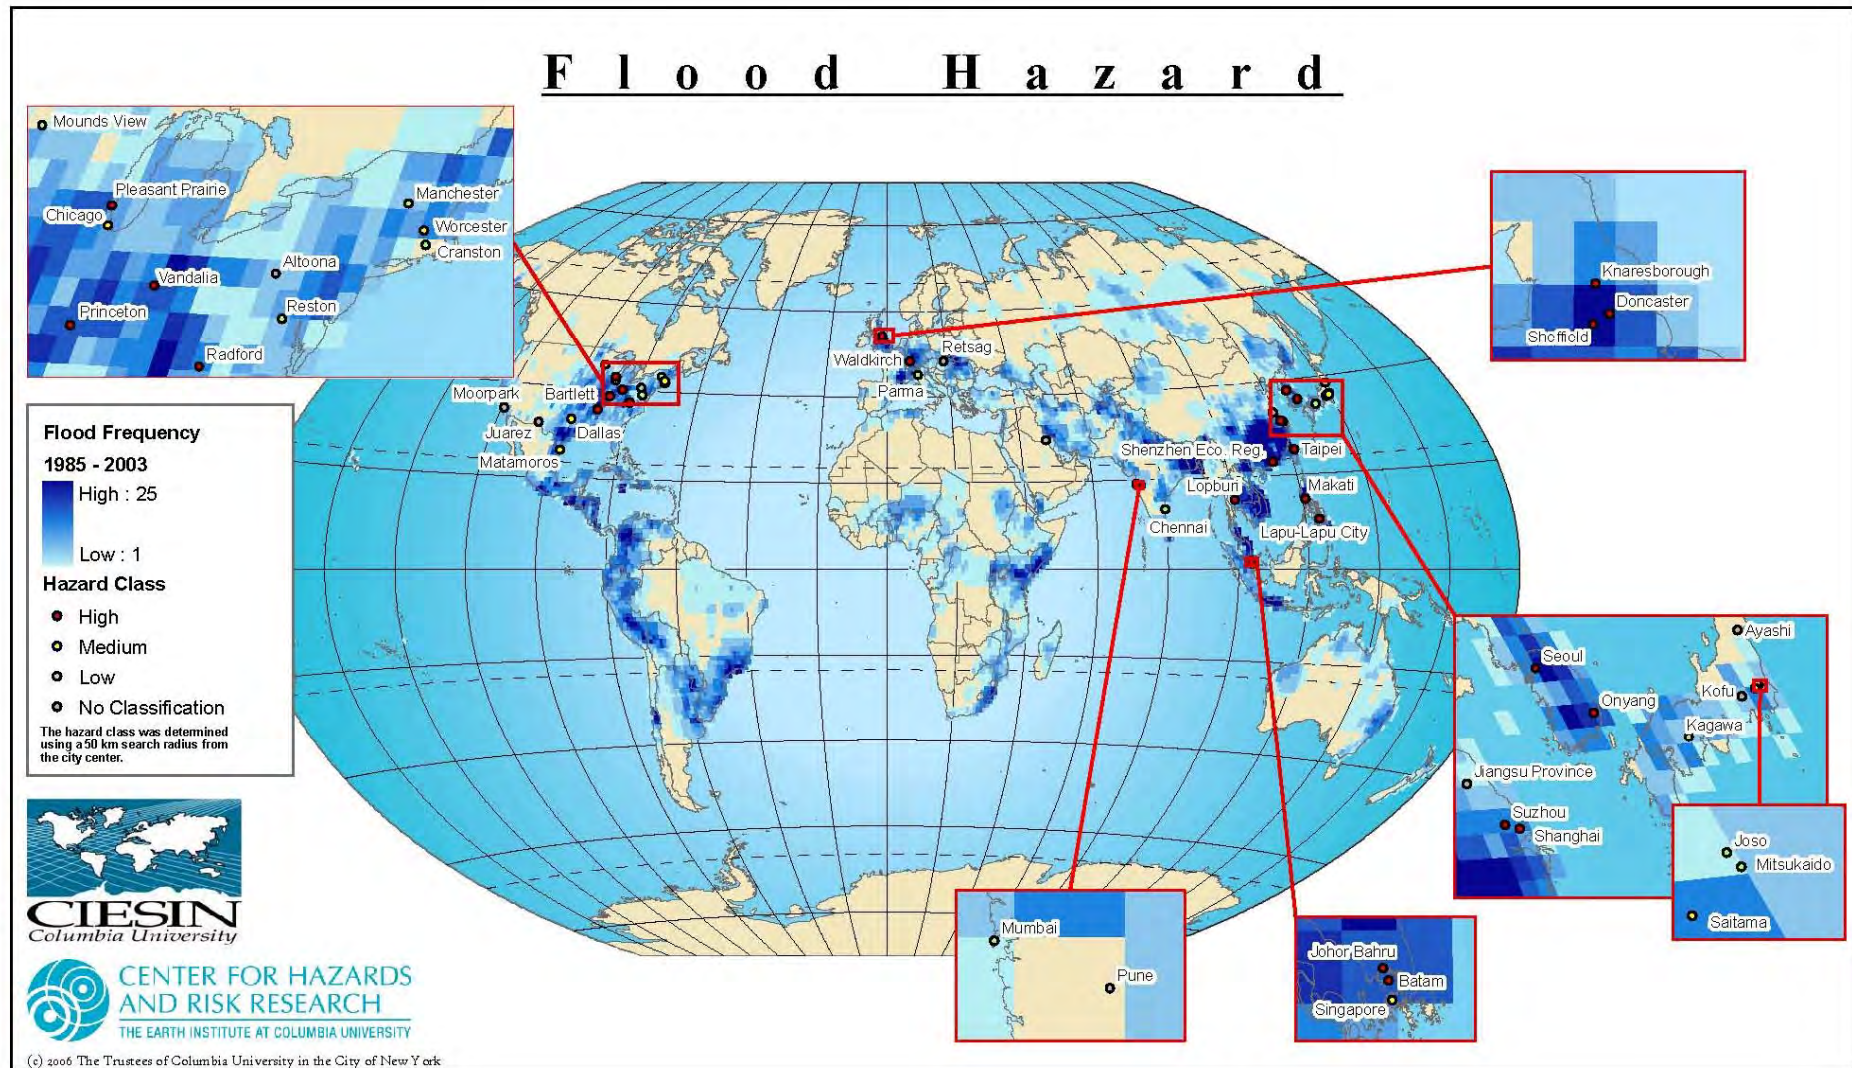 Flood Hazard
Mounds View
Pleasant Prairie
Chicago
Manchester
Worcester
Cranston
Altoona
Vandalia
Reston
Princeton
Radford
Knaresborough
Doncaster
Sheffield
Waldkirch
Retsag
Parma
Moorpark
Bartlett
Juarez
Dallas
Matamoros
Shenzhen Eco. Reg.
Taipei
Lopburi
Makati
Chennai
Lapu-Lapu City
Flood Frequency
1985 - 2003
High : 25
Low : 1
Hazard Class
High
Medium
Low
No Classification
The hazard class was determined
using a 50 km search radius from
the city center.
Ayashi
Seoul
Kofu
Onyang
Kagawa
Jiangsu Province
Suzhou
Shanghai
Joso
Mitsukaido
Saitama
Mumbai
Pune
Johor Bahru
Batam
Singapore
CIESIN
Columbia University
CENTER FOR HAZARDS
AND RISK RESEARCH
THE EARTH INSTITUTE AT COLUMBIA UNIVERSITY
(c) 2006 The Trustees of Columbia University in the City of New York